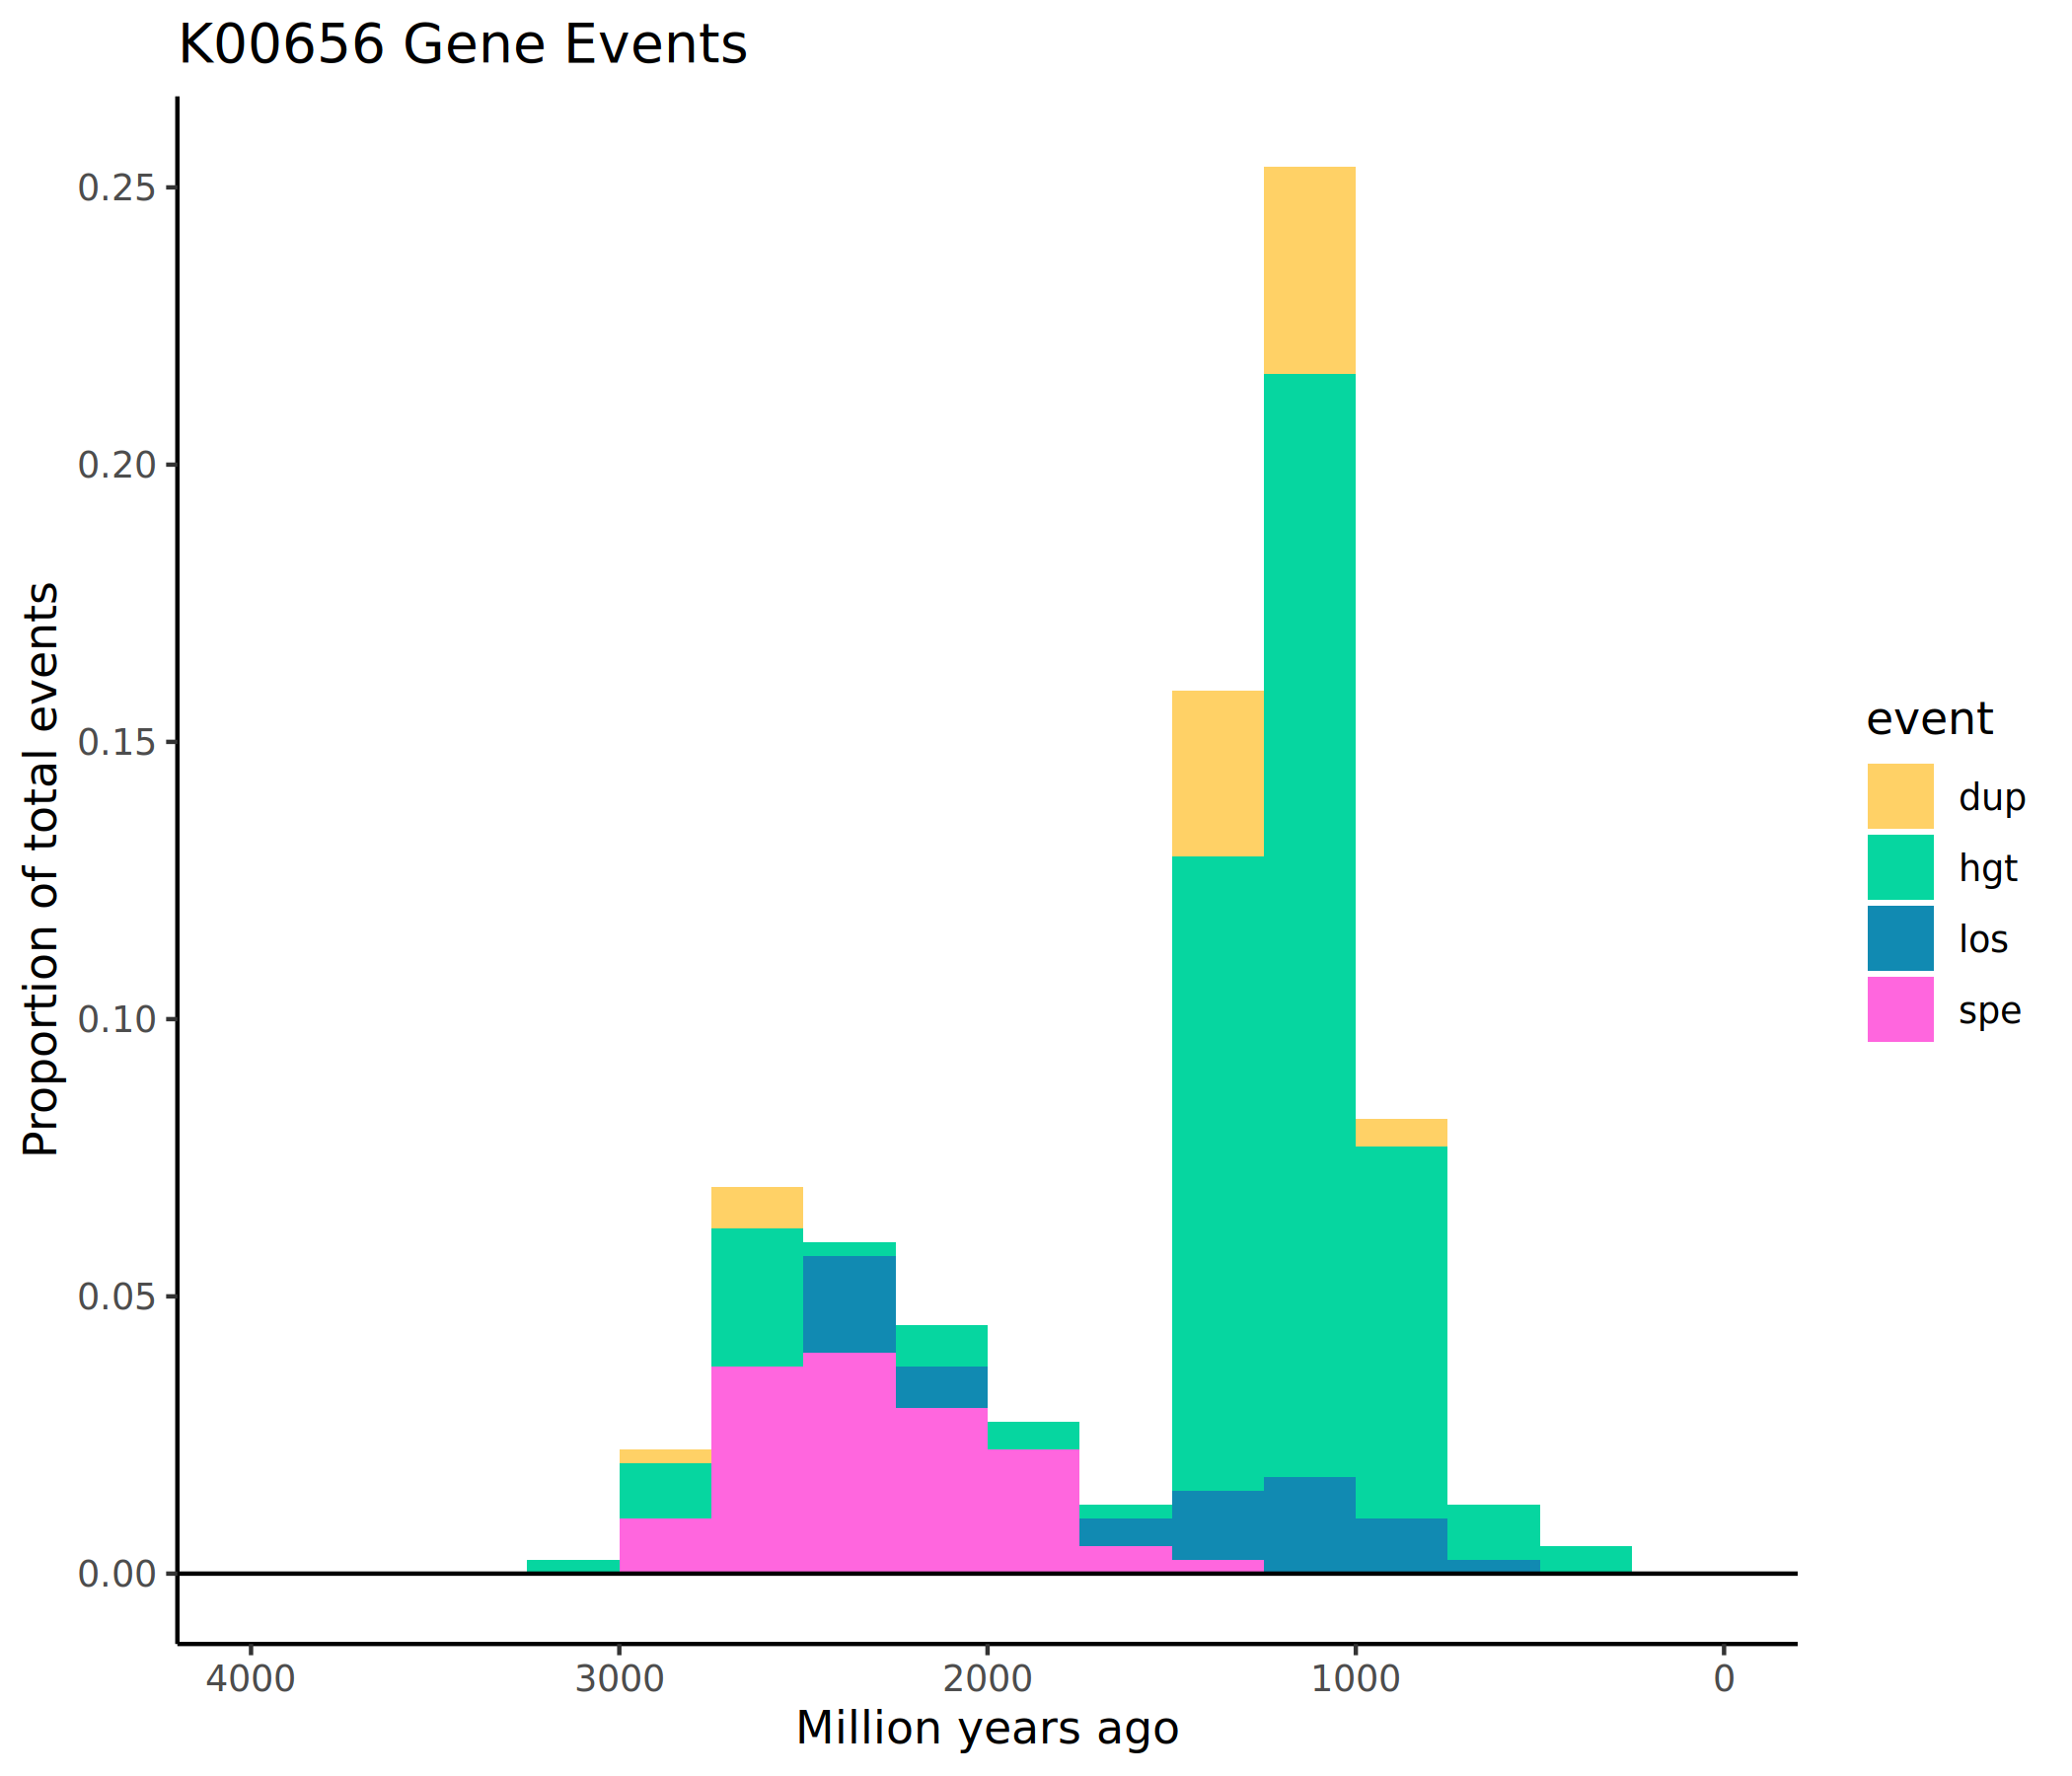 K00656 Gene Events
Proportion of total events
0.25
0.20
0.15
0.10
0.05
0.00
4000 3000 2000 1000 0
Million years ago
event
dup
hgt
los
spe